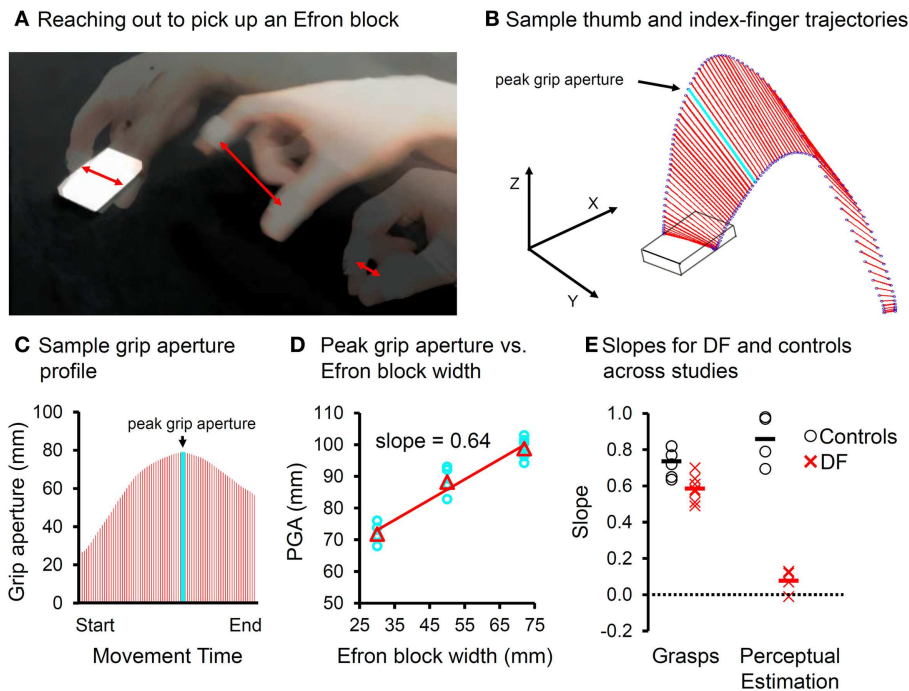 A Reaching out to pick up an Efron block
B Sample thumb and index-finger trajectories
peak grip aperture
Z
X
Y
C Sample grip aperture
profile
Grip aperture (mm)
100
80
60
40
20
0
peak grip aperture
Start
End
Movement Time
D Peak grip aperture vs.
Efron block width
PGA (mm)
110
100
90
80
70
60
50
slope = 0.64
25 35 45 55 65 75
Efron block width (mm)
E Slopes for DF and controls
across studies
Slope
1.0
0.8
0.6
0.4
0.2
0.0
-0.2
Controls
DF
Grasps
Perceptual
Estimation